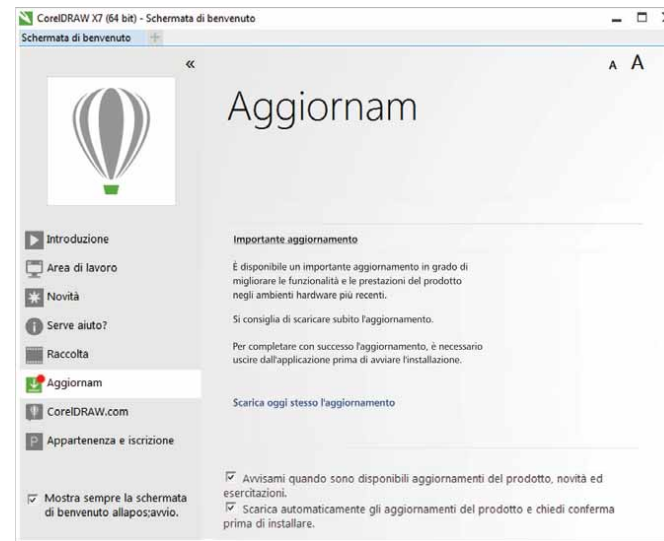 CorelDRAW X7 (64 bit) - Schermata di benvenuto
Schermata di benvenuto
A A
Aggiornam
Introduzione
Area di lavoro
Novità
Serve aiuto?
Raccolta
Aggiornam
CorelDRAW.com
Appartenenza e iscrizione
Mostra sempre la schermata
di benvenuto allapos;avvio.
Importante aggiornamento
È disponibile un importante aggiornamento in grado di
migliorare le funzionalità e le prestazioni del prodotto
negli ambienti hardware più recenti.
Si consiglia di scaricare subito l'aggiornamento.
Per completare con successo l'aggiornamento, è necessario
uscire dall'applicazione prima di avviare l'installazione.
Scarica oggi stesso l'aggiornamento
Avvisami quando sono disponibili aggiornamenti del prodotto, novità ed
esercitazioni.
Scarica automaticamente gli aggiornamenti del prodotto e chiedi conferma
prima di installare.